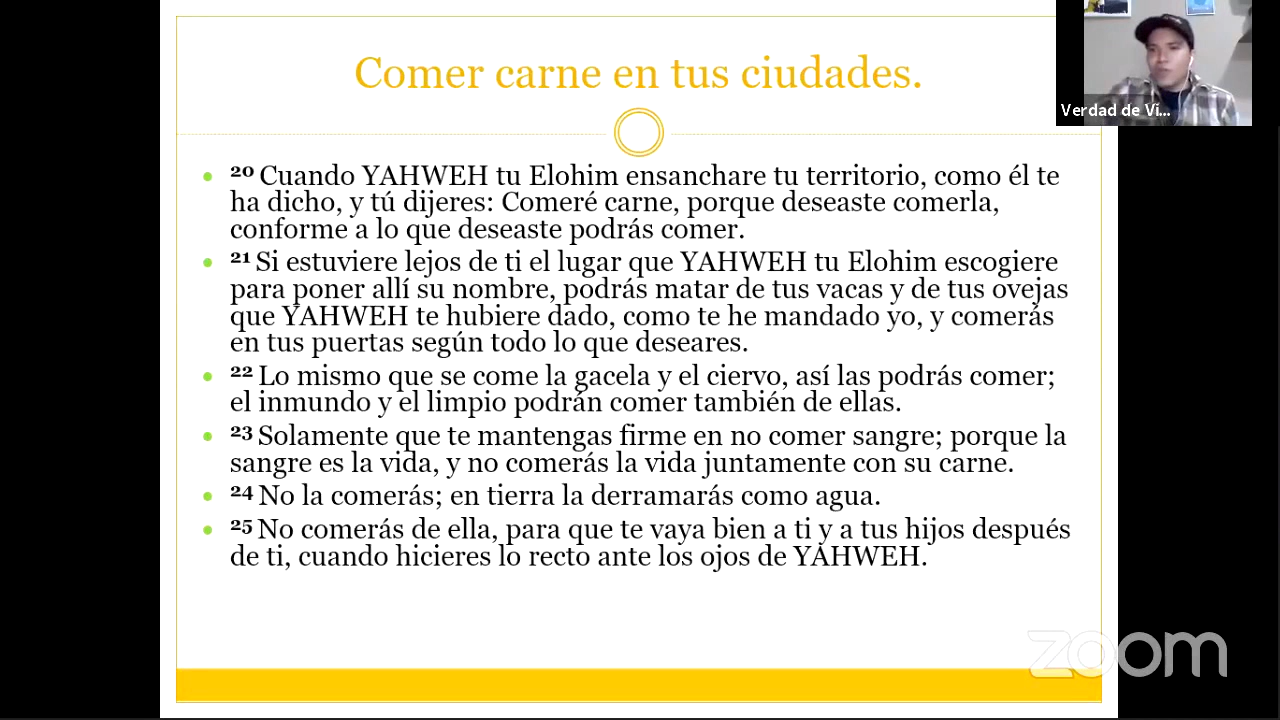 Comer carne en tus ciudades.
Verdad de Vi...
20 Cuando YAHWEH tu Elohim ensanchare tu territorio, como él te
ha dicho, y tú dijeres: Comeré carne, porque deseaste comerla,
conforme a lo que deseaste podrás comer.
21 Si estuviere lejos de ti el lugar que YAHWEH tu Elohim escogiere
para poner allí su nombre, podrás matar de tus vacas y de tus ovejas
que YAHWEH te hubiere dado, como te he mandado yo, y comerás
en tus puertas según todo lo que deseares.
22 Lo mismo que se come la gacela y el ciervo, así las podrás comer;
el inmundo y el limpio podrán comer también de ellas.
23 Solamente que te mantengas firme en no comer sangre; porque la
sangre es la vida, y no comerás la vida juntamente con su carne.
24 No la comerás; en tierra la derramarás como agua.
25 No comerás de ella, para que te vaya bien a ti y a tus hijos después
de ti, cuando hicieres lo recto ante los ojos de YAHWEH.
zoom